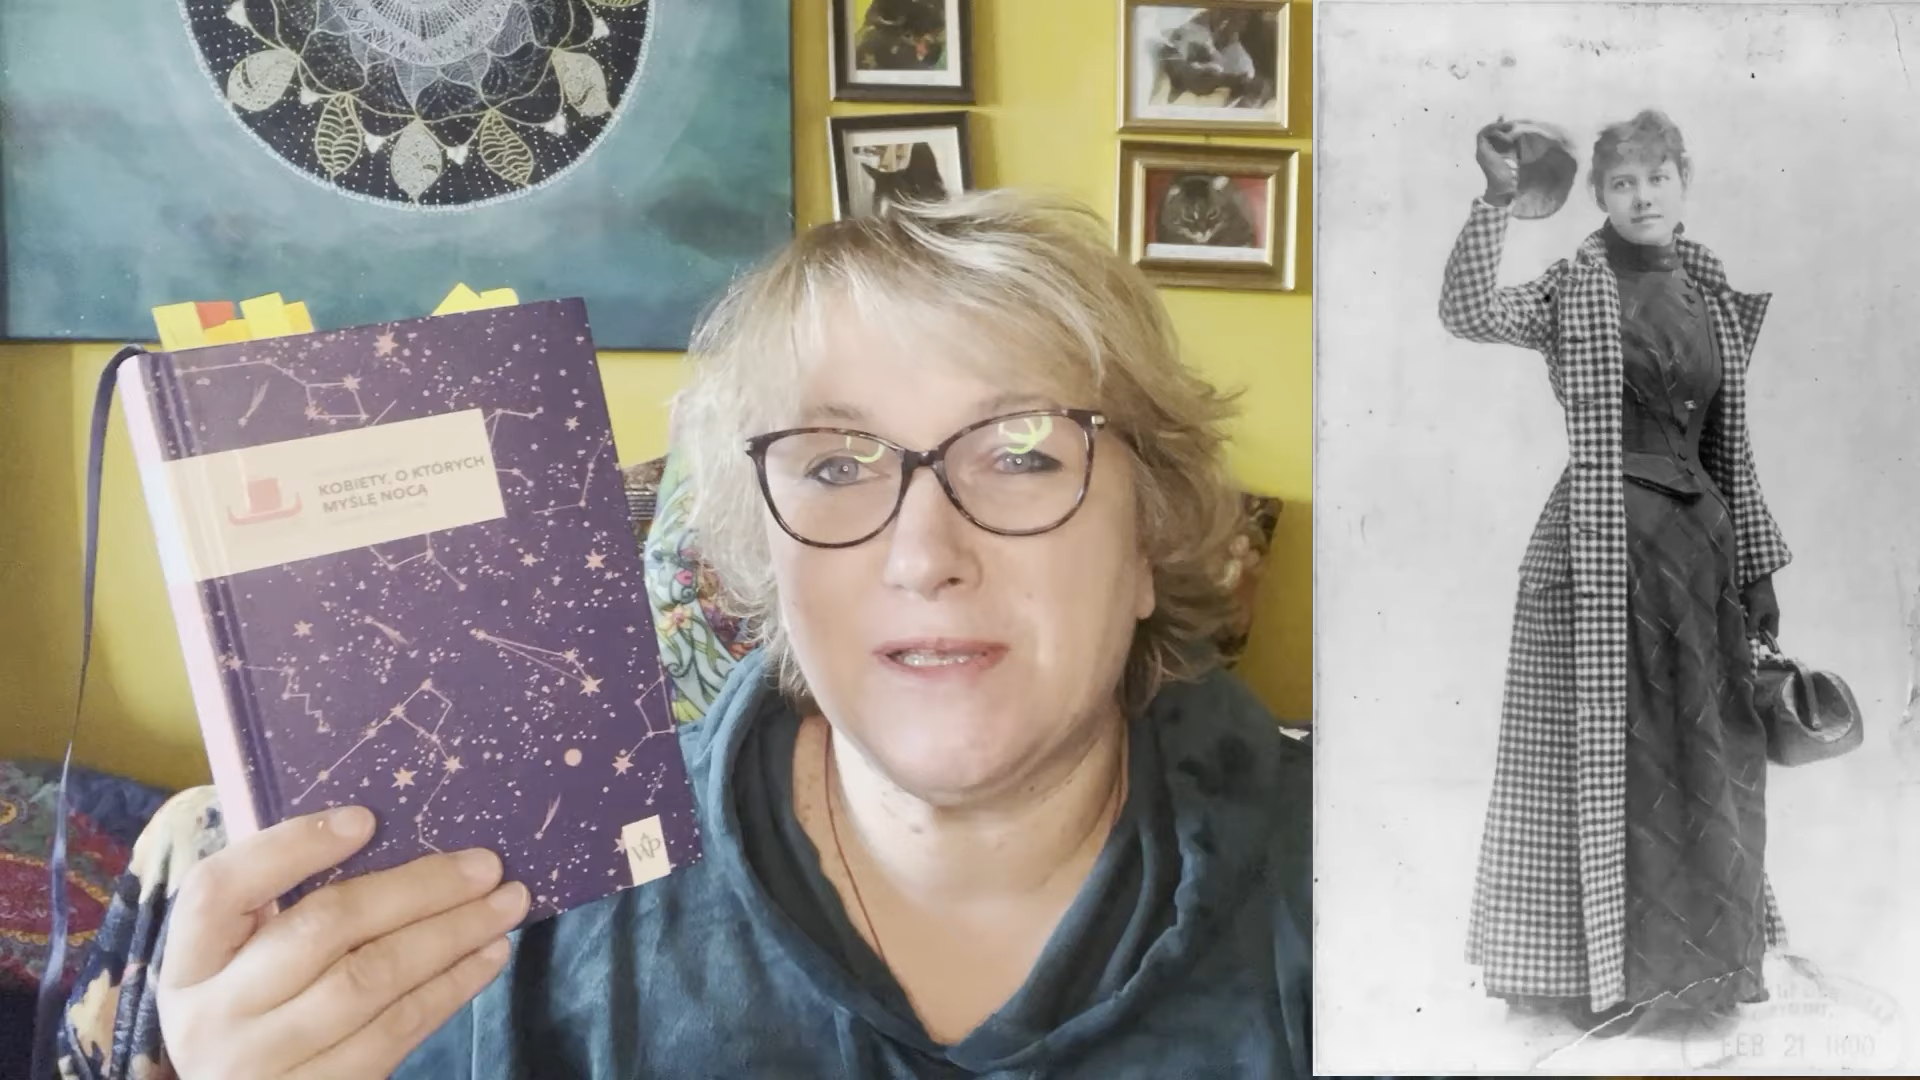 KOBIETY, O KTÓRYCH
MYŚLĘ NOCĄ
WP
FEB 21 1890